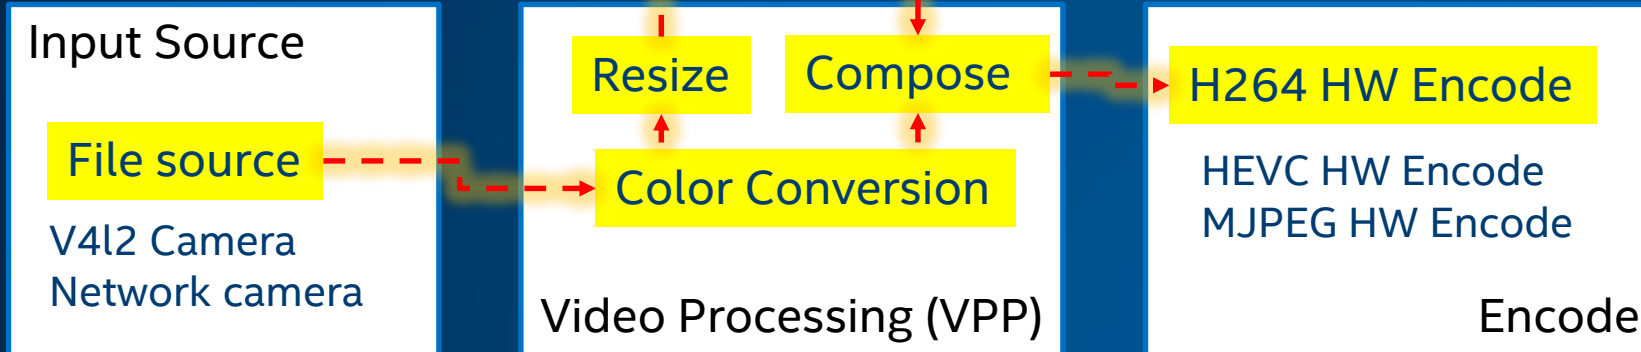 Input Source
File source
V4l2 Camera
Network camera
Resize
Compose
Color Conversion
Video Processing (VPP)
H264 HW Encode
HEVC HW Encode
MJPEG HW Encode
Encode